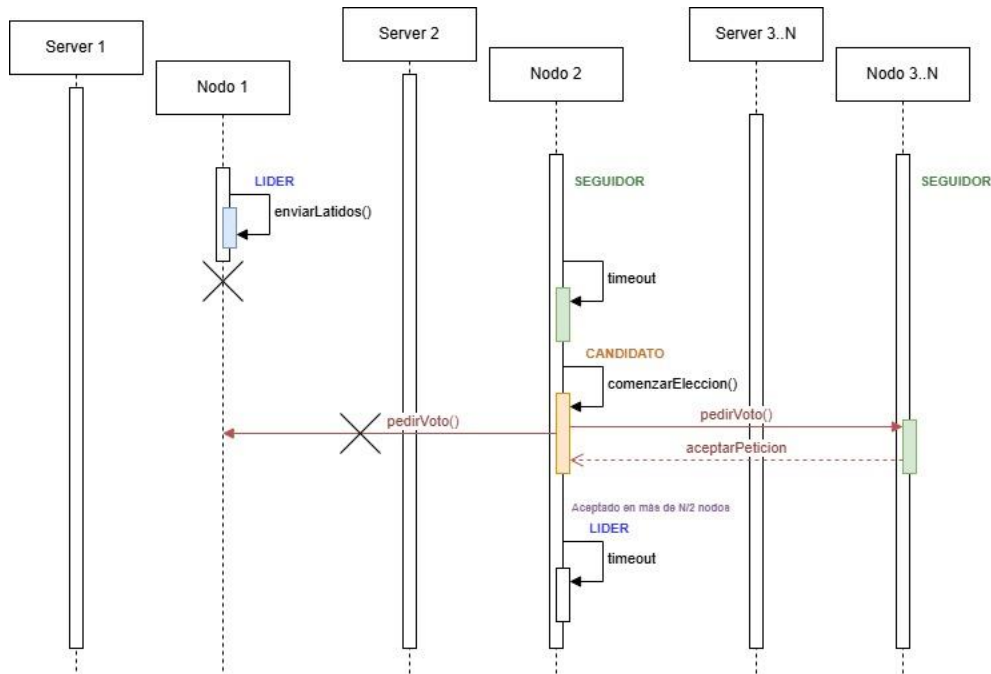 Server 1
Server 2
Server 3..N
Nodo 1
Nodo 2
Nodo 3..N
LIDER
SEGUIDOR
SEGUIDOR
enviarLatidos()
timeout
CANDIDATO
comenzarEleccion()
pedirVoto()
pedirVoto()
aceptarPeticion
Aceptado en más de N/2 nodos
LIDER
timeout